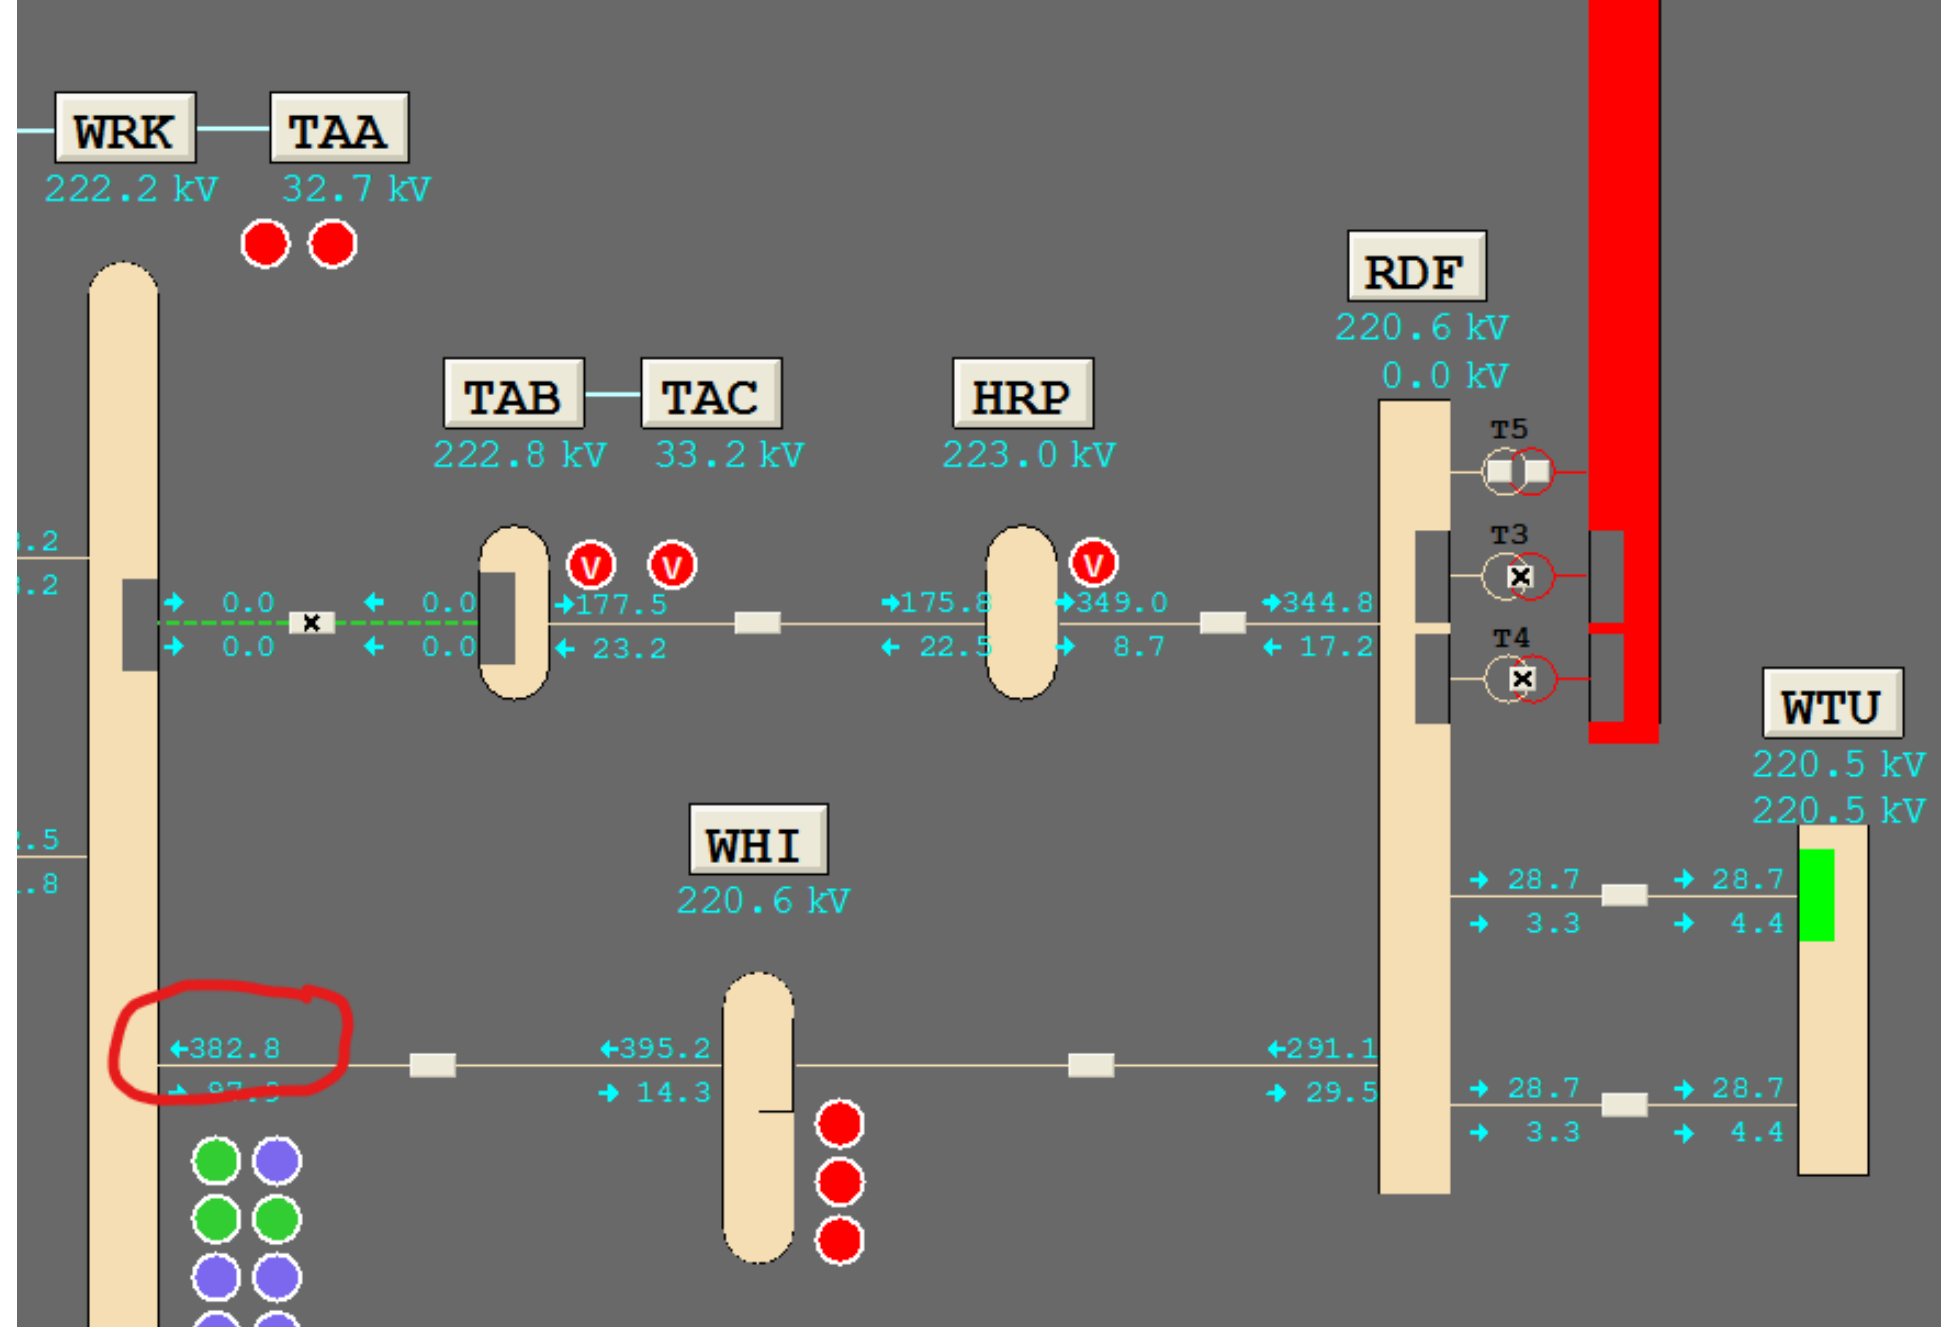 WRK TAA
222.2 kV 32.7 kV
RDF
220.6 kV
0.0 kV
TAB TAC HRP
222.8 kV 33.2 kV 223.0 kV
T5
T3
V V V
.2
.2
→ 0.0 x ← 0.0 →177.5 →175.8 →349.0 →344.8
→ 0.0 ← 0.0 ← 23.2 ← 22.5 → 8.7 ← 17.2
x
T4
x
WTU
220.5 kV
220.5 kV
WHI
220.6 kV
.5
.8
→ 28.7 → 28.7
→ 3.3 → 4.4
←382.8 ←395.2 ←291.1
→ → 14.3 → 29.5
→ 28.7 → 28.7
→ 3.3 → 4.4